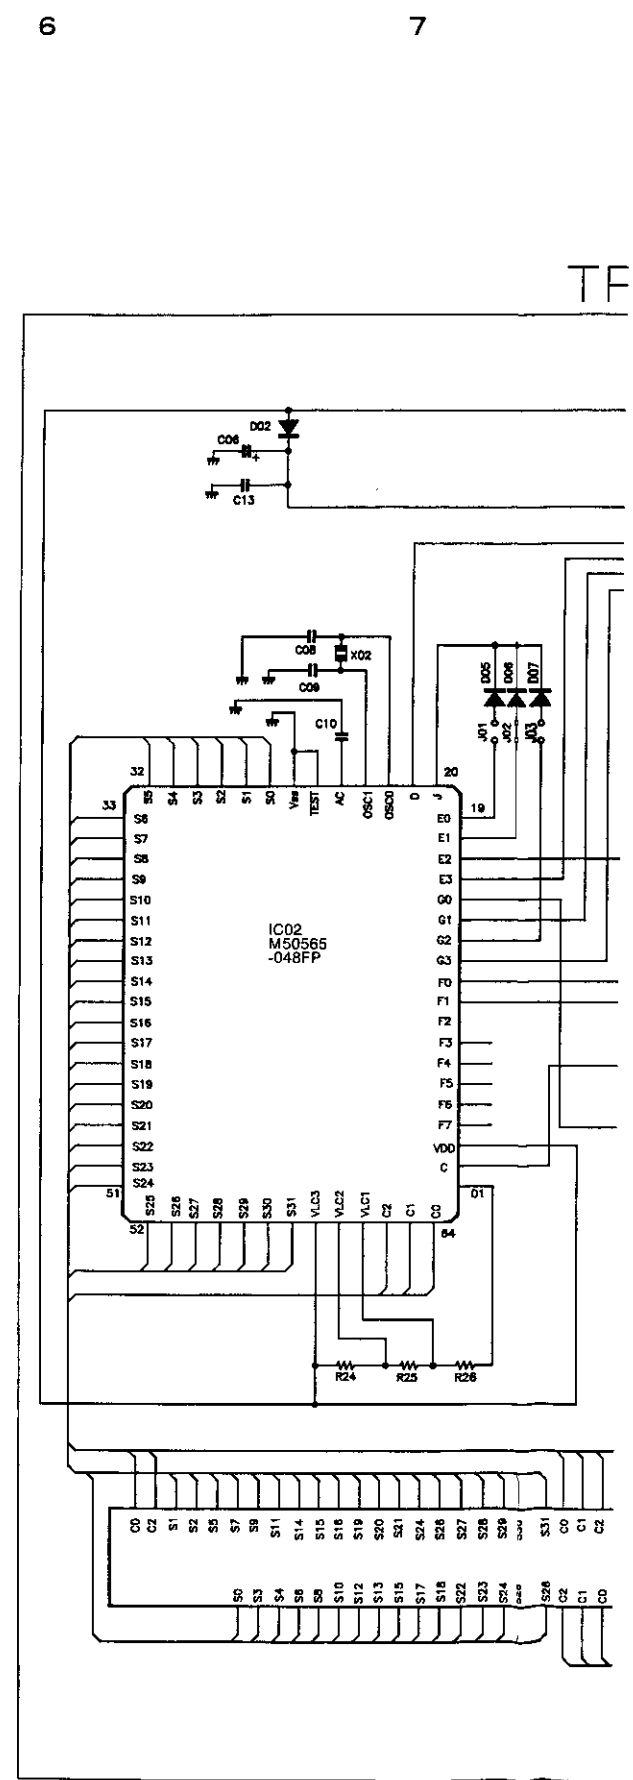 6 7
TF
D02
C06
+
C13
C08
X02
C09
C10
D05 D06 D07
J01 J02 J03
32 20
S5 S4 S3 S2 S1 S0 Vss TEST AC OSC1 OSC0 D J
33 19
S6 E0
S7 E1
S8 E2
S9 E3
S10 G0
S11 G1
S12 G2
S13 G3
S14 F0
S15 F1
S16 F2
S17 F3
S18 F4
S19 F5
S20 F6
S21 F7
S22 VDD
S23 C
S24
IC02
M50565
-048FP
51 01
S25 S26 S27 S28 S29 S30 S31 VLC3 VLC2 VLC1 C2 C1 C0
52 64
R24 R25 R26
C0 C2 S1 S2 S5 S7 S9 S11 S14 S15 S16 S19 S20 S21 S24 S26 S27 S28 S29 S30 S31 C0 C1 C2
S0 S3 S4 S6 S8 S10 S12 S13 S15 S17 S18 S22 S23 S24 S26 C2 C1 C0